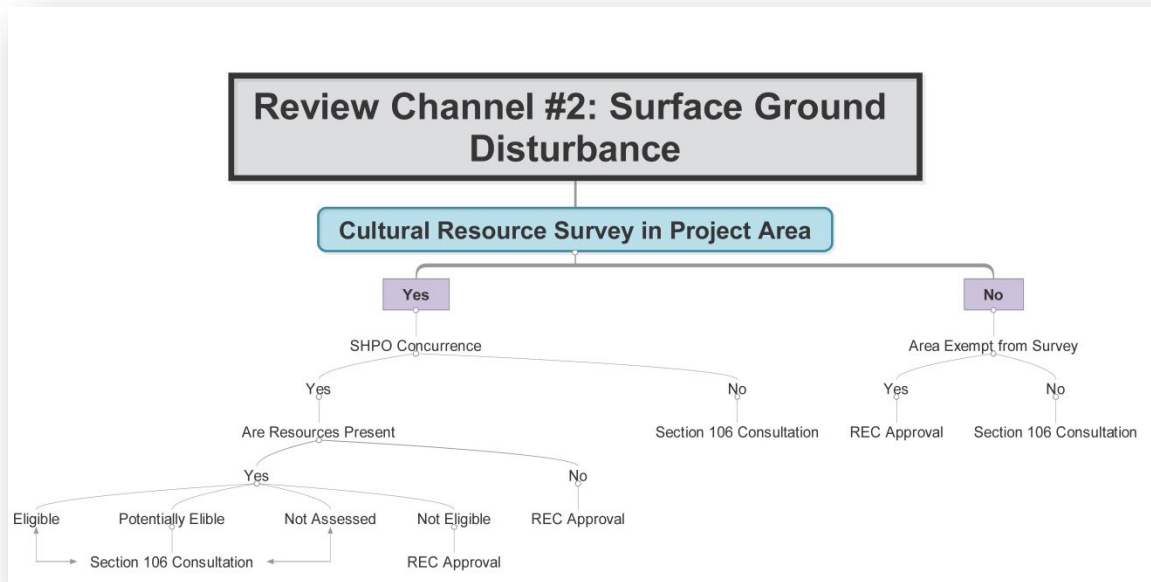 Review Channel #2: Surface Ground
Disturbance
Cultural Resource Survey in Project Area
Yes
No
SHPO Concurrence
Area Exempt from Survey
Yes
No
Yes
No
Are Resources Present
Section 106 Consultation
REC Approval
Section 106 Consultation
Yes
No
Eligible
Potentially Elible
Not Assessed
Not Eligible
REC Approval
Section 106 Consultation
REC Approval